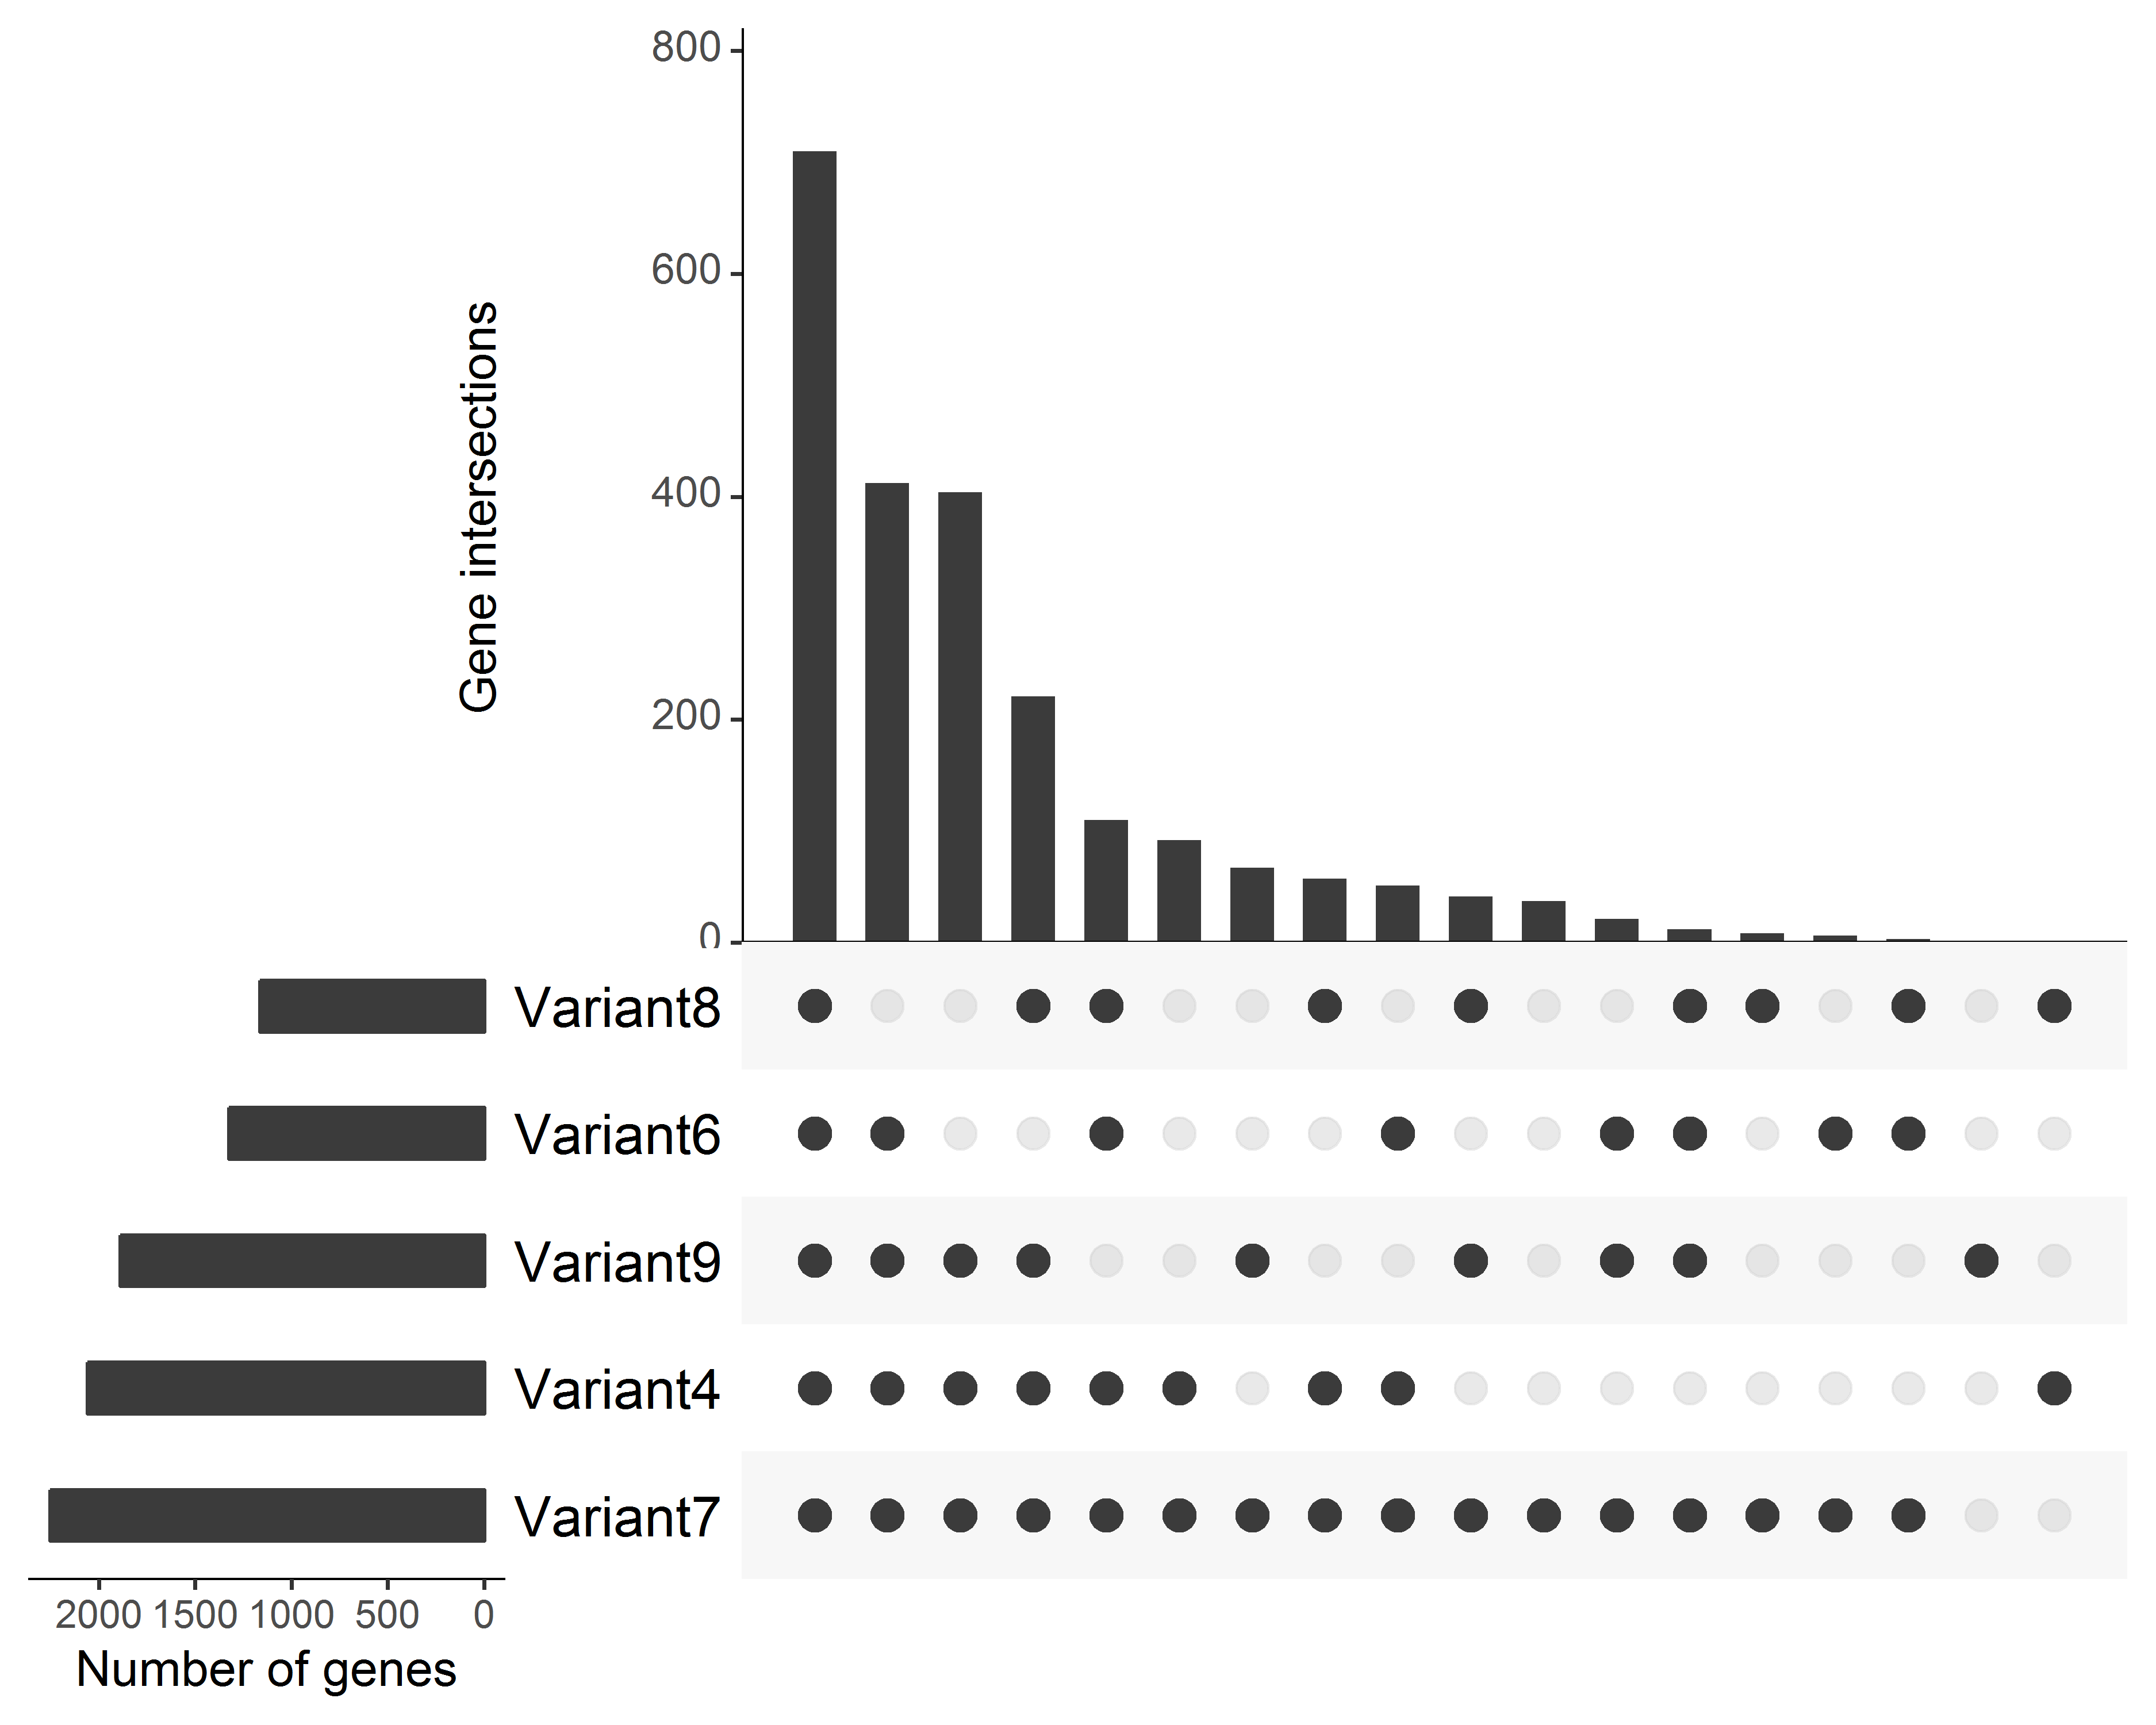 800
600
400
200
0
Gene intersections
Variant8
Variant6
Variant9
Variant4
Variant7
2000 1500 1000 500 0
Number of genes